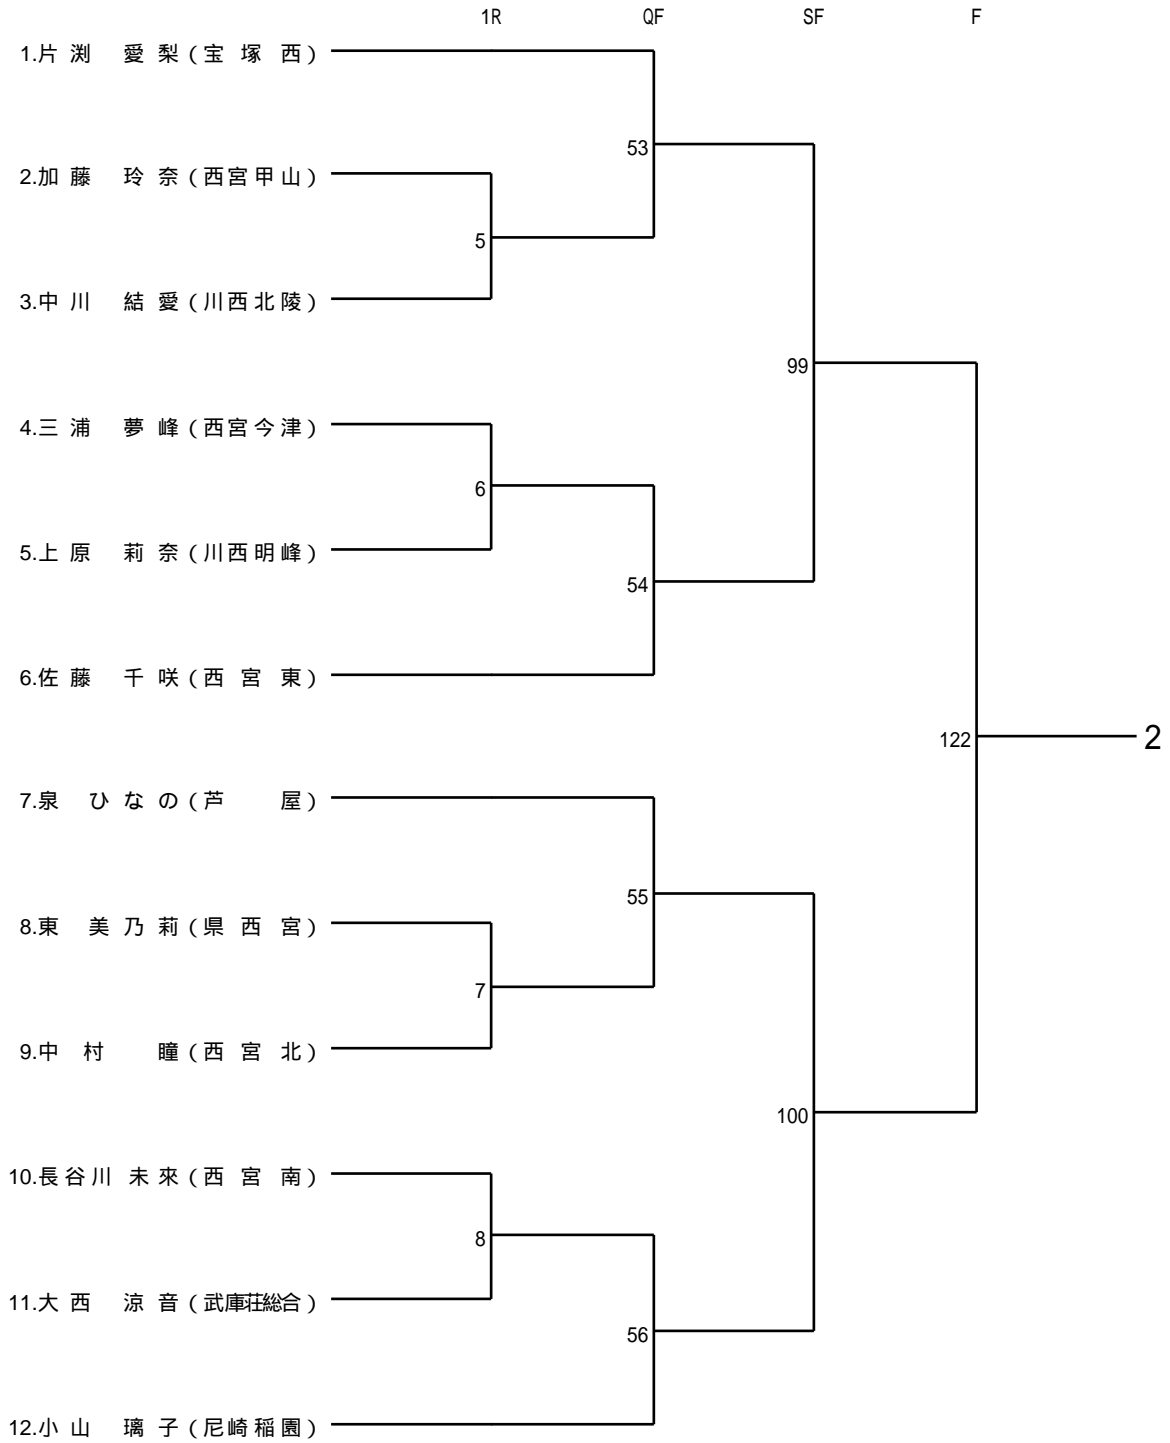 1R QF SF F
1.片渕 愛梨(宝塚西)
53
2.加藤 玲奈(西宮甲山)
5
3.中川 結愛(川西北陵)
99
4.三浦 夢峰(西宮今津)
6
5.上原 莉奈(川西明峰)
54
6.佐藤 千咲(西宮東)
122 2
7.泉 ひなの(芦屋)
55
8.東 美乃莉(県西宮)
7
9.中村 瞳(西宮北)
100
10.長谷川 未來(西宮南)
8
11.大西 涼音(武庫荘総合)
56
12.小山 璃子(尼崎稲園)